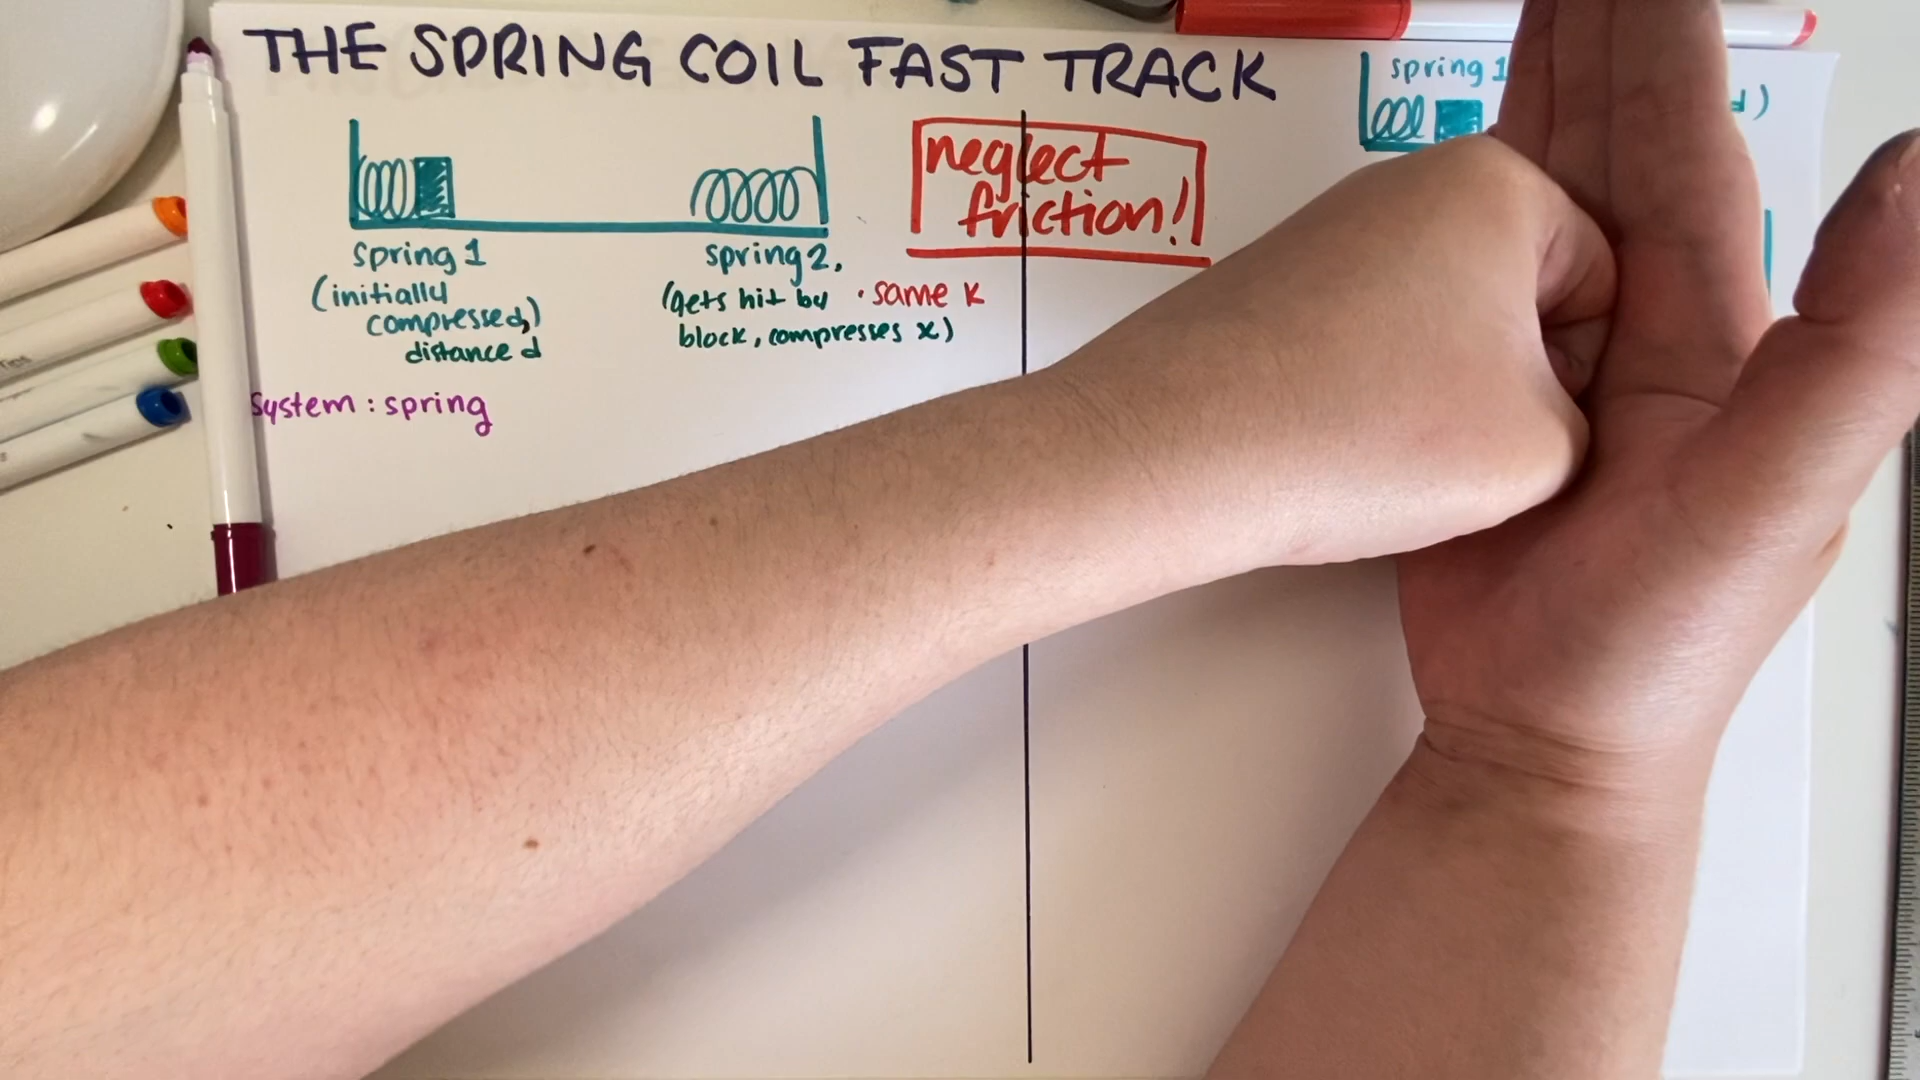 THE SPRING COIL FAST TRACK
spring 1
(initially
compressed,)
distance d
spring 2,
(gets hit by
block, compresses x)
· same k
neglect
friction!
System: spring
spring 1
d)